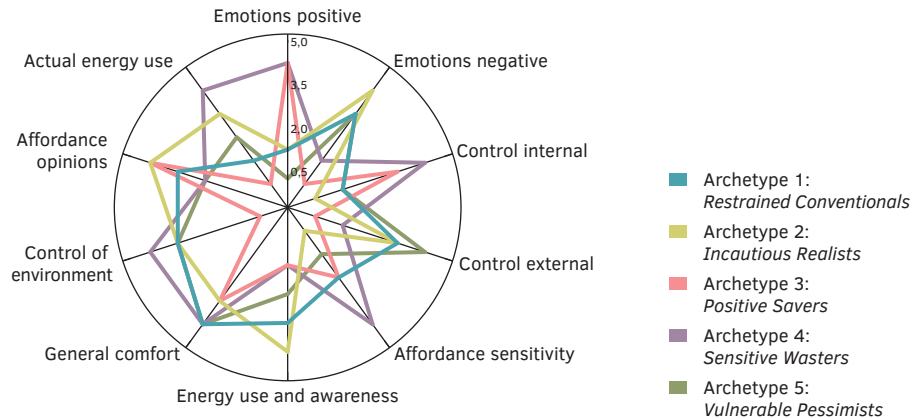 Emotions positive
Actual energy use
Emotions negative
5,0
3,5
2,0
0,5
Affordance
opinions
Control internal
Control of
environment
Control external
General comfort
Affordance sensitivity
Energy use and awareness
Archetype 1:
Restrained Conventionals
Archetype 2:
Incautious Realists
Archetype 3:
Positive Savers
Archetype 4:
Sensitive Wasters
Archetype 5:
Vulnerable Pessimists